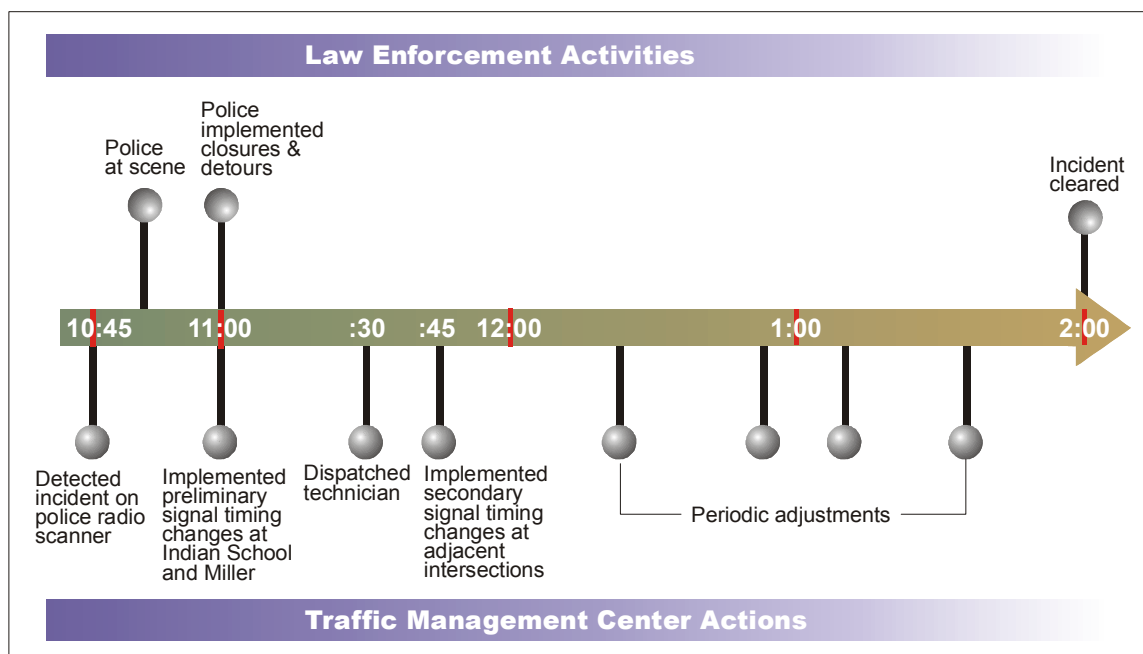 Law Enforcement Activities
Police
at scene
Police
implemented
closures &
detours
Incident
cleared
10:45
11:00
:30
:45
12:00
1:00
2:00
Detected
incident on
police radio
scanner
Implemented
preliminary
signal timing
changes at
Indian School
and Miller
Dispatched
technician
Implemented
secondary
signal timing
changes at
adjacent
intersections
Periodic adjustments
Traffic Management Center Actions